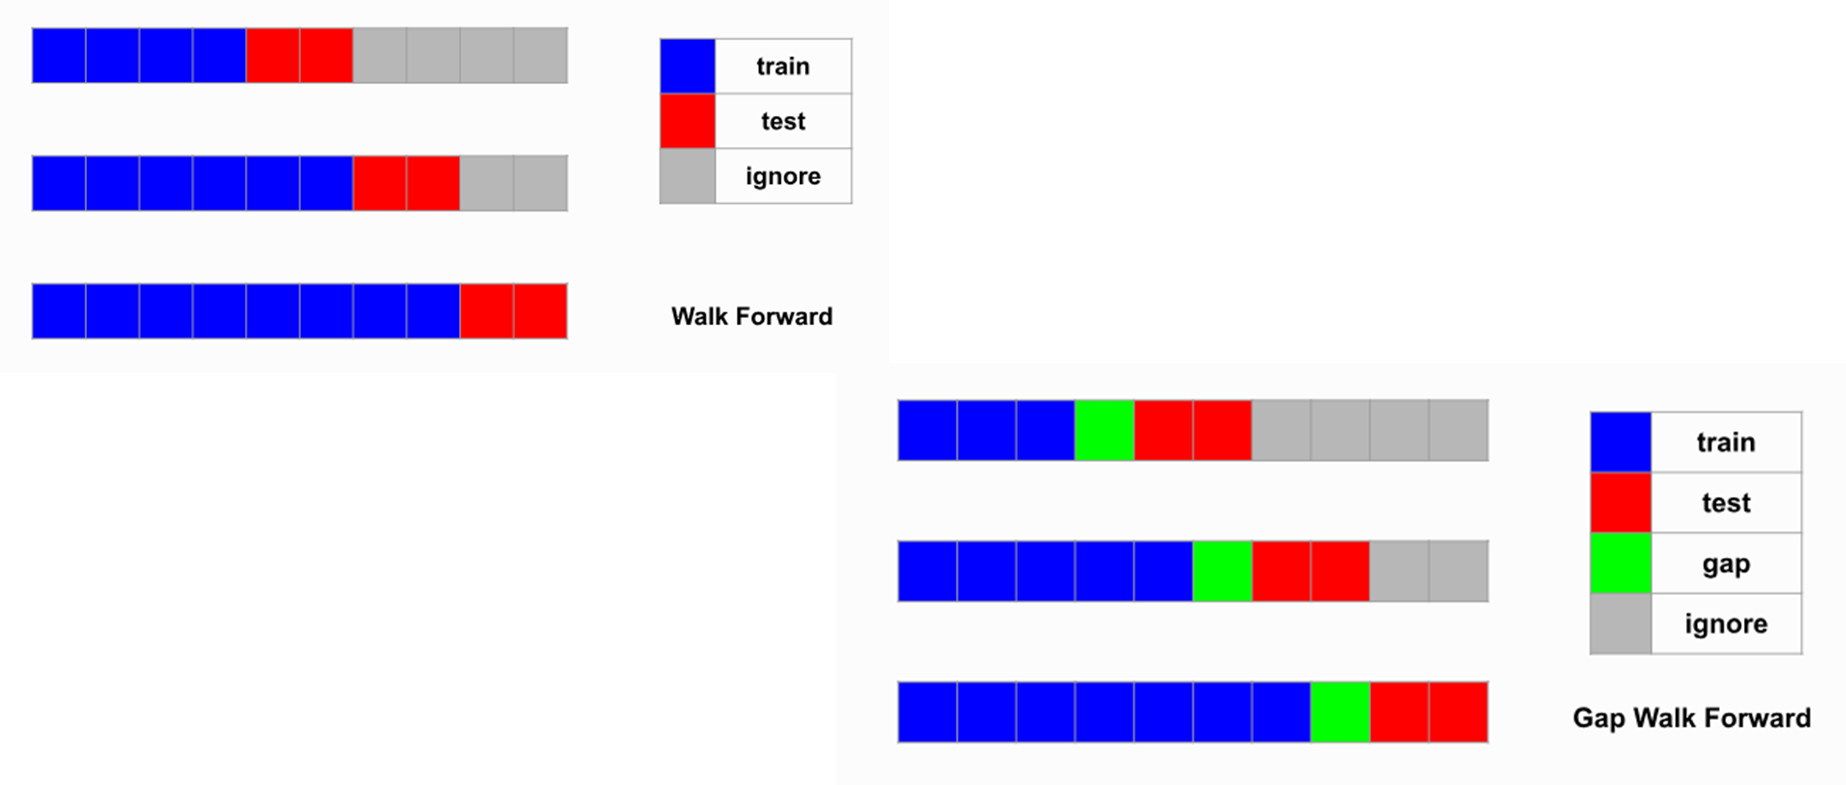 train
test
ignore
Walk Forward
train
test
gap
ignore
Gap Walk Forward